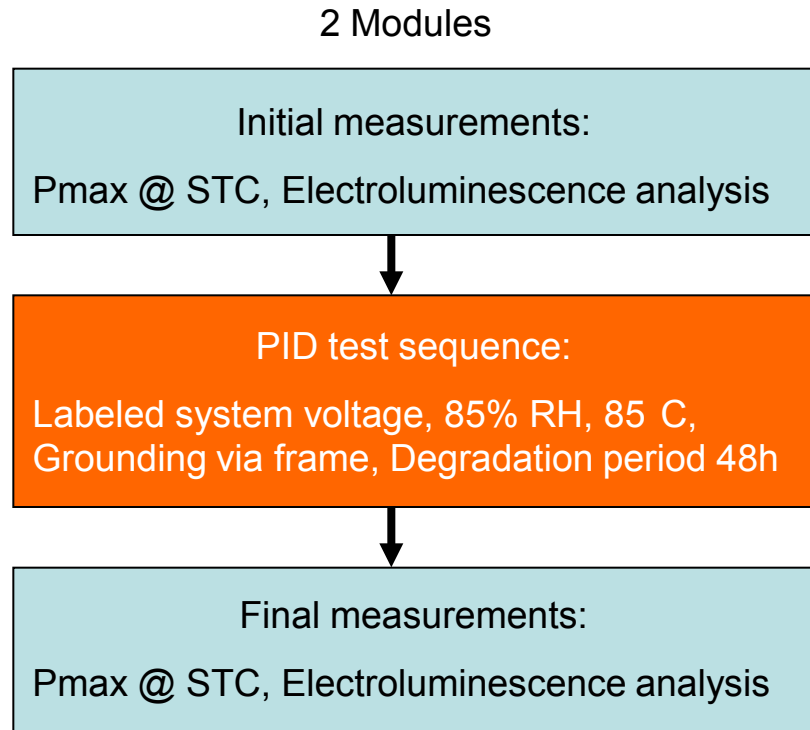 2 Modules
Initial measurements:
Pmax @ STC, Electroluminescence analysis
PID test sequence:
Labeled system voltage, 85% RH, 85 C,
Grounding via frame, Degradation period 48h
Final measurements:
Pmax @ STC, Electroluminescence analysis